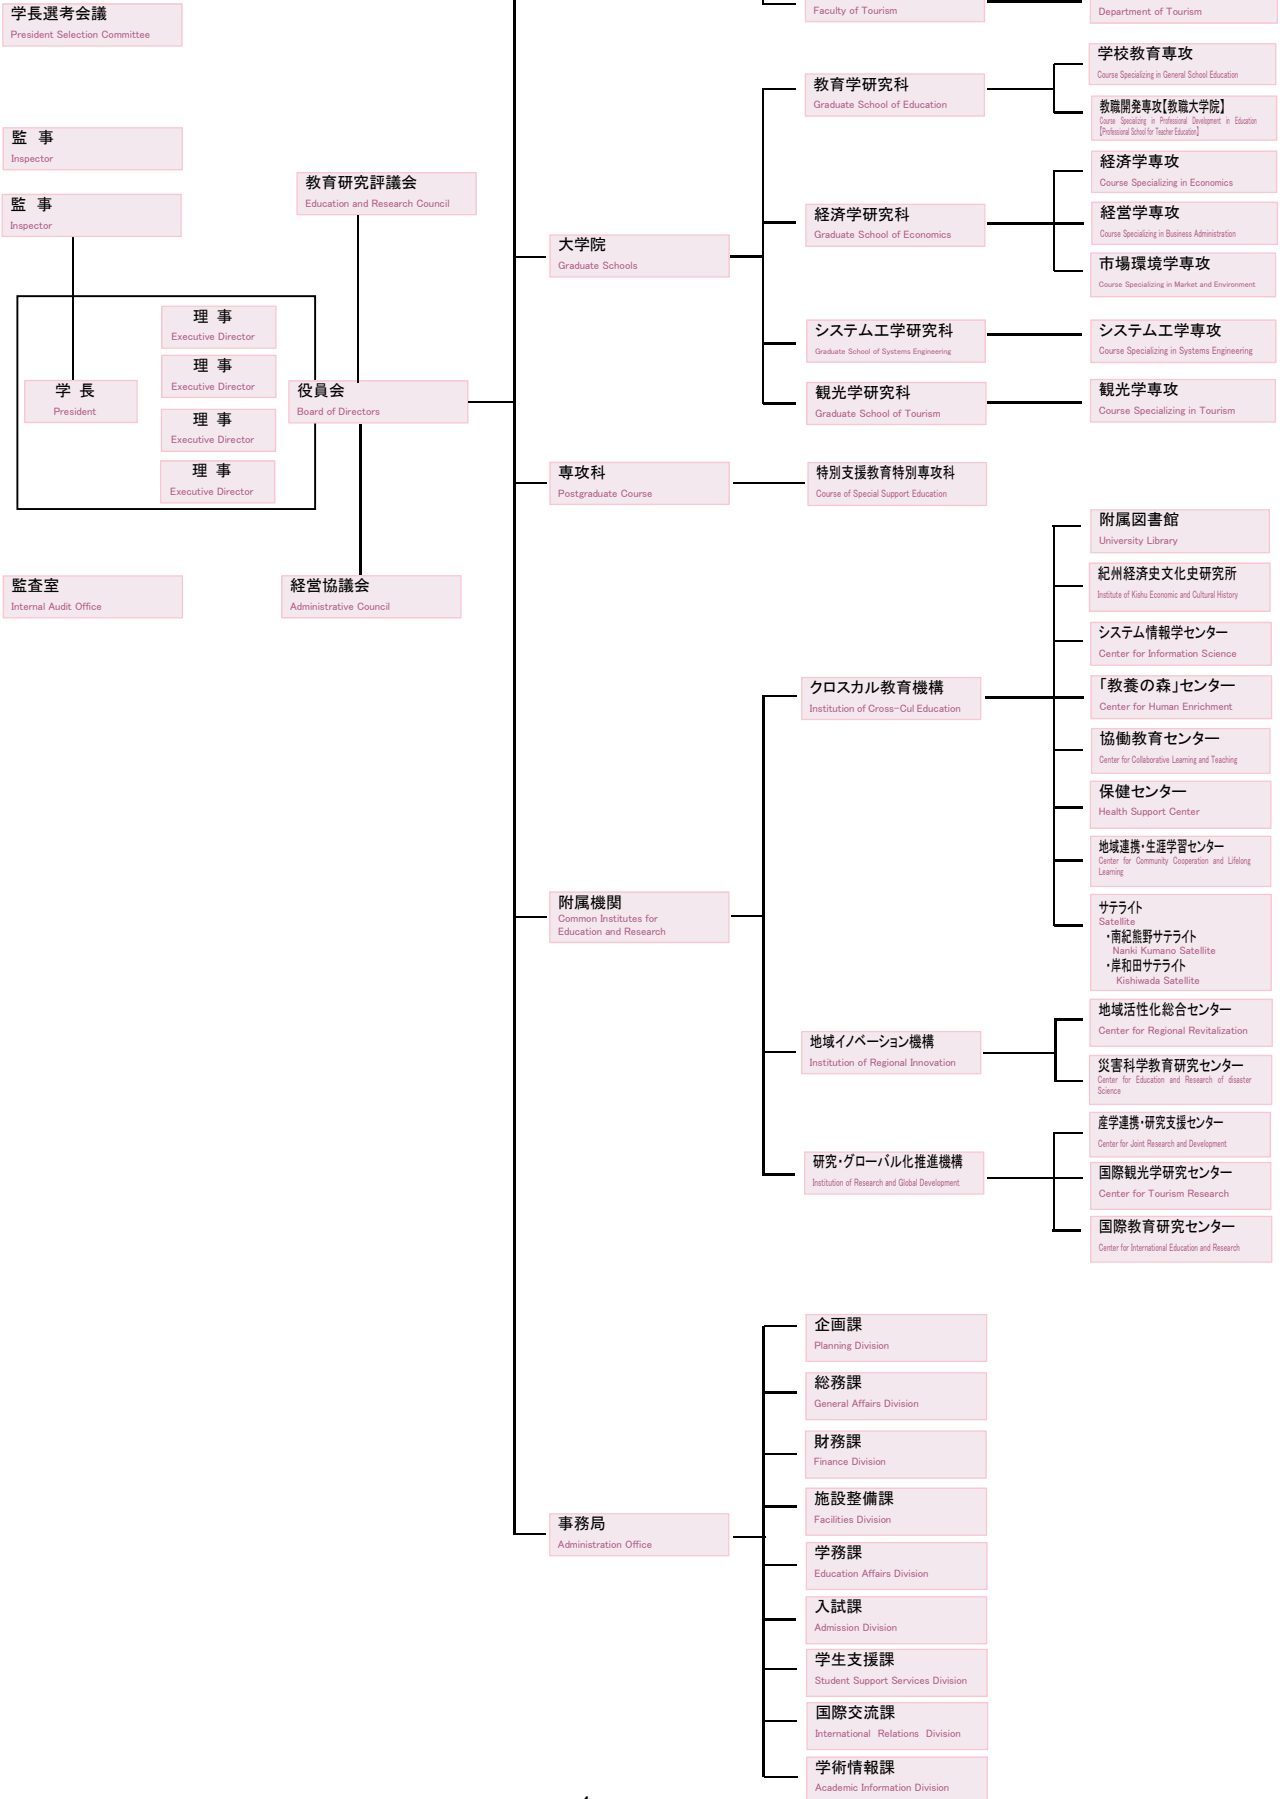 学長選考会議
President Selection Committee
監 事
Inspector
監 事
Inspector
教育研究評議会
Education and Research Council
理 事
Executive Director
理 事
Executive Director
学 長
President
役員会
Board of Directors
理 事
Executive Director
理 事
Executive Director
監査室
Internal Audit Office
経営協議会
Administrative Council
Faculty of Tourism
Department of Tourism
大学院
Graduate Schools
教育学研究科
Graduate School of Education
学校教育専攻
Course Specializing in General School Education
教職開発専攻【教職大学院】
Course Specializing in Professional Development in Education
【Professional School for Teacher Education】
経済学研究科
Graduate School of Economics
経済学専攻
Course Specializing in Economics
経営学専攻
Course Specializing in Business Administration
市場環境学専攻
Course Specializing in Market and Environment
システム工学研究科
Graduate School of Systems Engineering
システム工学専攻
Course Specializing in Systems Engineering
観光学研究科
Graduate School of Tourism
観光学専攻
Course Specializing in Tourism
専攻科
Postgraduate Course
特別支援教育特別専攻科
Course of Special Support Education
附属機関
Common Institutes for
Education and Research
クロスカル教育機構
Institution of Cross-Cul Education
附属図書館
University Library
紀州経済史文化史研究所
Institute of Kishu Economic and Cultural History
システム情報学センター
Center for Information Science
「教養の森」センター
Center for Human Enrichment
協働教育センター
Center for Collaborative Learning and Teaching
保健センター
Health Support Center
地域連携・生涯学習センター
Center for Community Cooperation and Lifelong
Learning
サテライト
Satellite
・南紀熊野サテライト
Nanki Kumano Satellite
・岸和田サテライト
Kishiwada Satellite
地域イノベーション機構
Institution of Regional Innovation
地域活性化総合センター
Center for Regional Revitalization
災害科学教育研究センター
Center for Education and Research of disaster
Science
研究・グローバル化推進機構
Institution of Research and Global Development
産学連携・研究支援センター
Center for Joint Research and Development
国際観光学研究センター
Center for Tourism Research
国際教育研究センター
Center for International Education and Research
事務局
Administration Office
企画課
Planning Division
総務課
General Affairs Division
財務課
Finance Division
施設整備課
Facilities Division
学務課
Education Affairs Division
入試課
Admission Division
学生支援課
Student Support Services Division
国際交流課
International Relations Division
学術情報課
Academic Information Division